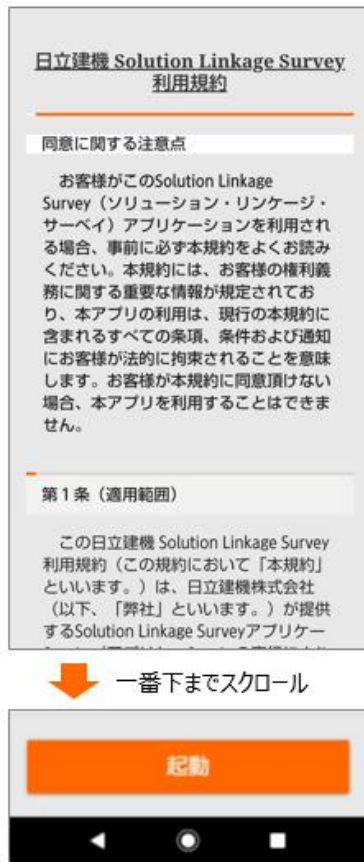 日立建機 Solution Linkage Survey
利用規約
同意に関する注意点
お客様がこのSolution Linkage
Survey（ソリューション・リンケージ・
サーベイ）アプリケーションを利用され
る場合、事前に必ず本規約をよくお読み
ください。本規約には、お客様の権利義
務に関する重要な情報が規定されてお
り、本アプリの利用は、現行の本規約に
含まれるすべての条項、条件および通知
にお客様が法的に拘束されることを意味
します。お客様が本規約に同意頂けない
場合、本アプリを利用することはできま
せん。
第１条（適用範囲）
この日立建機 Solution Linkage Survey
利用規約（この規約において「本規約」
といいます。）は、日立建機株式会社
（以下、「弊社」といいます。）が提供
するSolution Linkage Surveyアプリケー
一番下までスクロール
起動